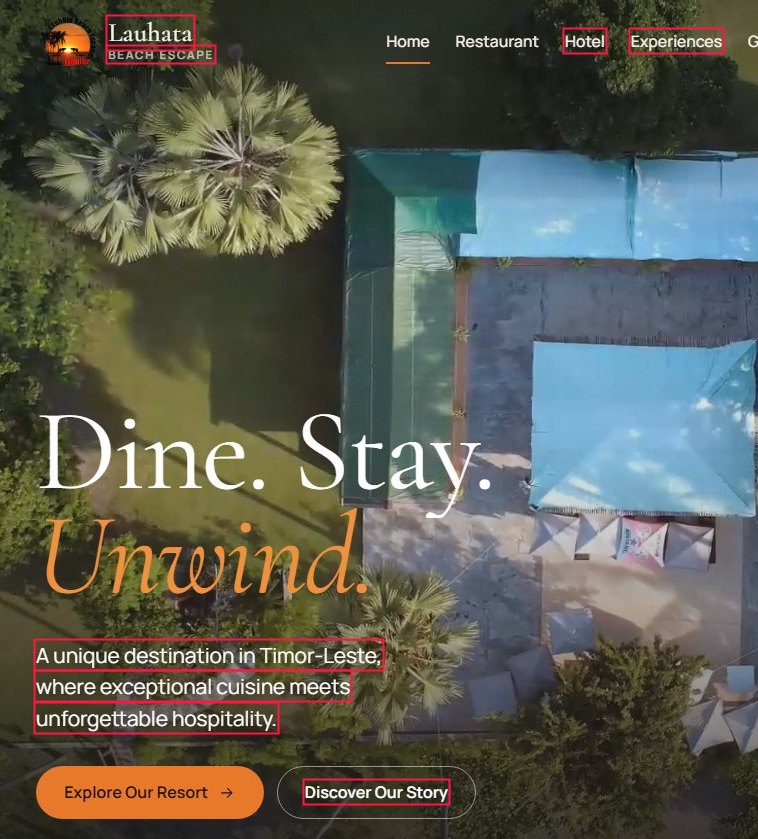 Lauhata
BEACH ESCAPE
Home Restaurant Hotel Experiences G
Dine. Stay.
Unwind.
A unique destination in Timor-Leste,
where exceptional cuisine meets
unforgettable hospitality.
Explore Our Resort →
Discover Our Story